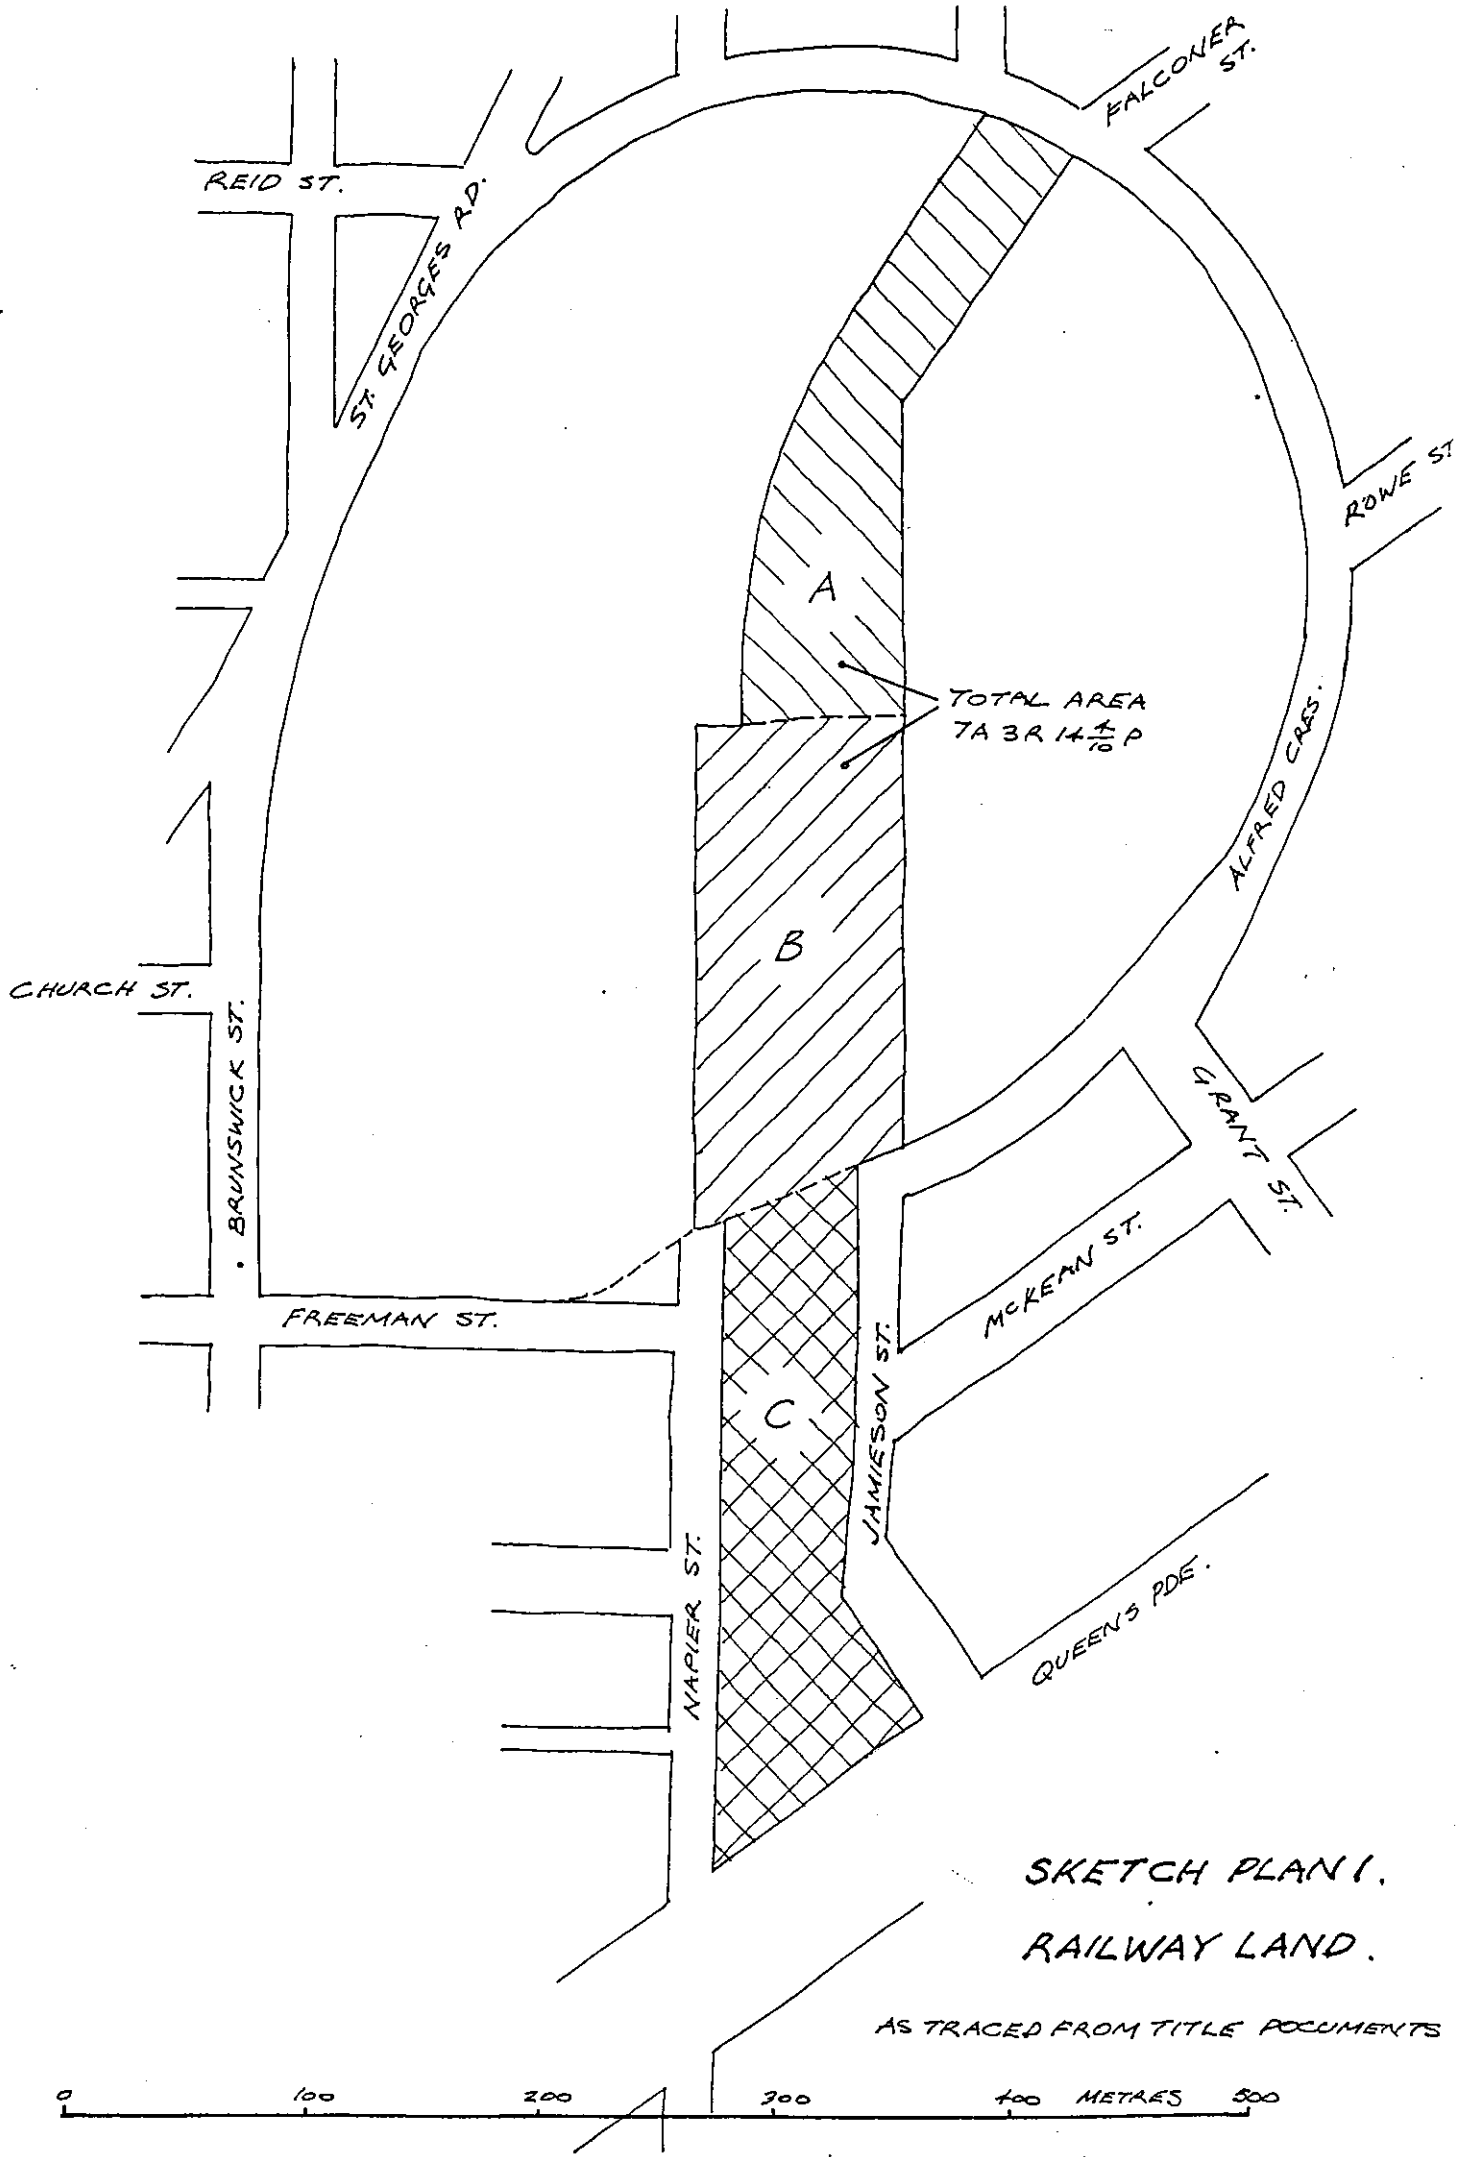 FALCONER
ST.
REID ST.
ST. GEORGES RD.
ROWE ST
A
TOTAL AREA
7A 3R 14 4/10 P
ALFRED CRES.
B
CHURCH ST.
BRUNSWICK ST.
GRANT ST.
McKEAN ST.
FREEMAN ST.
C
JAMIESON ST.
NAPIER ST.
QUEENS PDE.
SKETCH PLAN 1.
RAILWAY LAND.
AS TRACED FROM TITLE DOCUMENTS
0 100 200 300 400 METRES 500